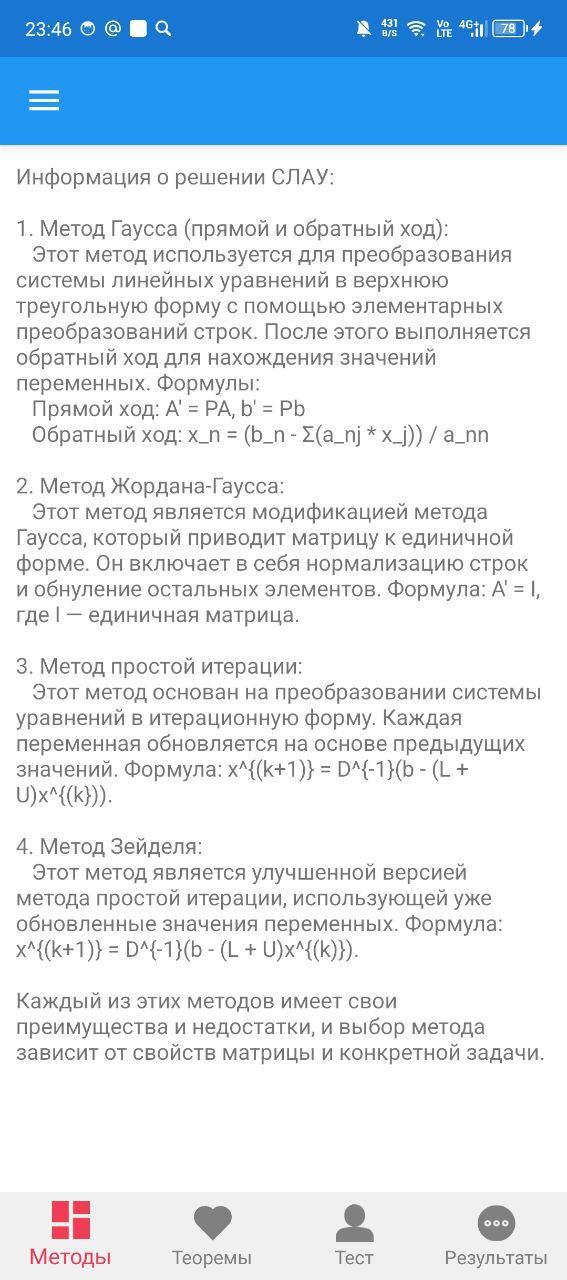 23:46
431 B/S
Vo LTE
4G+
78
Информация о решении СЛАУ:
1. Метод Гаусса (прямой и обратный ход):
Этот метод используется для преобразования
системы линейных уравнений в верхнюю
треугольную форму с помощью элементарных
преобразований строк. После этого выполняется
обратный ход для нахождения значений
переменных. Формулы:
Прямой ход: A' = PA, b' = Pb
Обратный ход: x_n = (b_n - Σ(a_nj * x_j)) / a_nn
2. Метод Жордана-Гаусса:
Этот метод является модификацией метода
Гаусса, который приводит матрицу к единичной
форме. Он включает в себя нормализацию строк
и обнуление остальных элементов. Формула: A' = I,
где I — единичная матрица.
3. Метод простой итерации:
Этот метод основан на преобразовании системы
уравнений в итерационную форму. Каждая
переменная обновляется на основе предыдущих
значений. Формула: x^{(k+1)} = D^{-1}(b - (L +
U)x^{(k})).
4. Метод Зейделя:
Этот метод является улучшенной версией
метода простой итерации, использующей уже
обновленные значения переменных. Формула:
x^{(k+1)} = D^{-1}(b - (L + U)x^{(k)}).
Каждый из этих методов имеет свои
преимущества и недостатки, и выбор метода
зависит от свойств матрицы и конкретной задачи.
Методы
Теоремы
Тест
Результаты